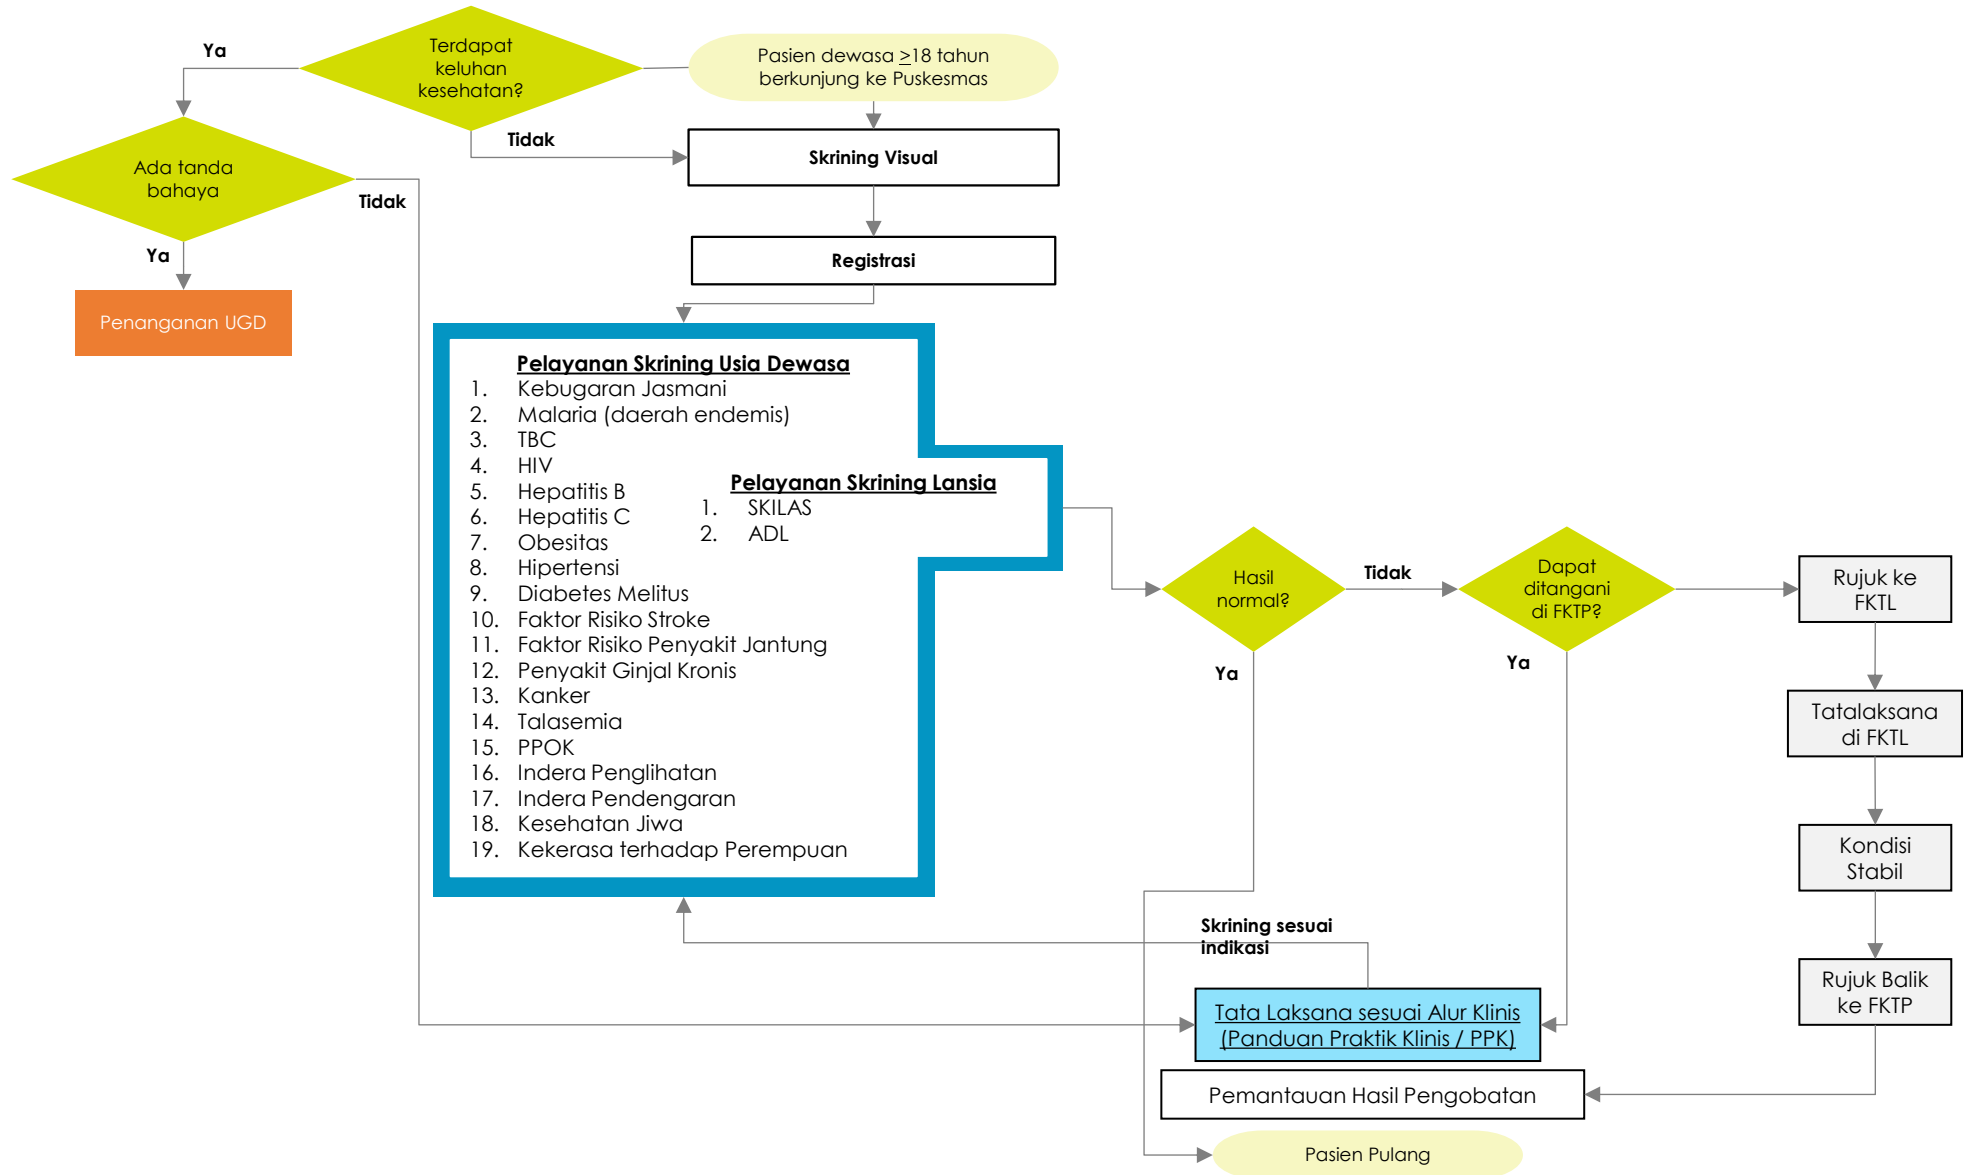 Ya
Terdapat
keluhan
kesehatan?
Pasien dewasa ≥18 tahun
berkunjung ke Puskesmas
Tidak
Skrining Visual
Ada tanda
bahaya
Tidak
Ya
Registrasi
Penanganan UGD
Pelayanan Skrining Usia Dewasa
1. Kebugaran Jasmani
2. Malaria (daerah endemis)
3. TBC
4. HIV
5. Hepatitis B
6. Hepatitis C
7. Obesitas
8. Hipertensi
9. Diabetes Melitus
10. Faktor Risiko Stroke
11. Faktor Risiko Penyakit Jantung
12. Penyakit Ginjal Kronis
13. Kanker
14. Talasemia
15. PPOK
16. Indera Penglihatan
17. Indera Pendengaran
18. Kesehatan Jiwa
19. Kekerasa terhadap Perempuan
Pelayanan Skrining Lansia
1. SKILAS
2. ADL
Hasil
normal?
Tidak
Ya
Dapat
ditangani
di FKTP?
Ya
Rujuk ke
FKTL
Tatalaksana
di FKTL
Kondisi
Stabil
Rujuk Balik
ke FKTP
Skrining sesuai
indikasi
Tata Laksana sesuai Alur Klinis
(Panduan Praktik Klinis / PPK)
Pemantauan Hasil Pengobatan
Pasien Pulang